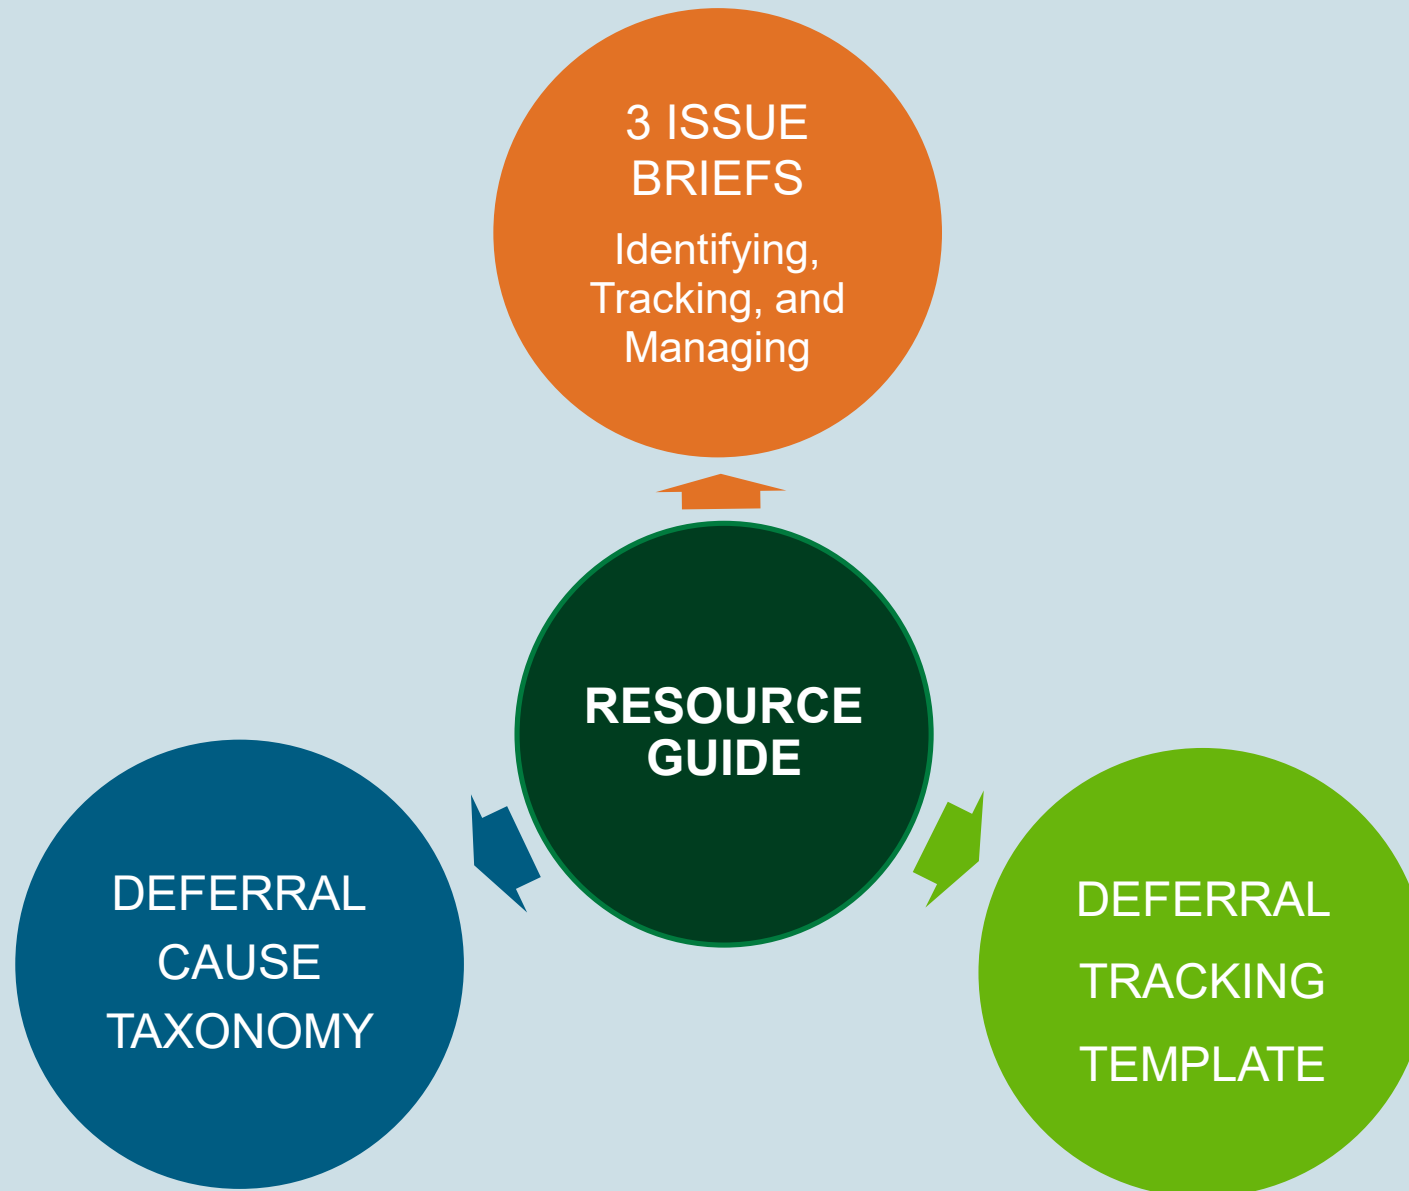 3 ISSUE
BRIEFS
Identifying,
Tracking, and
Managing
RESOURCE
GUIDE
DEFERRAL
CAUSE
TAXONOMY
DEFERRAL
TRACKING
TEMPLATE